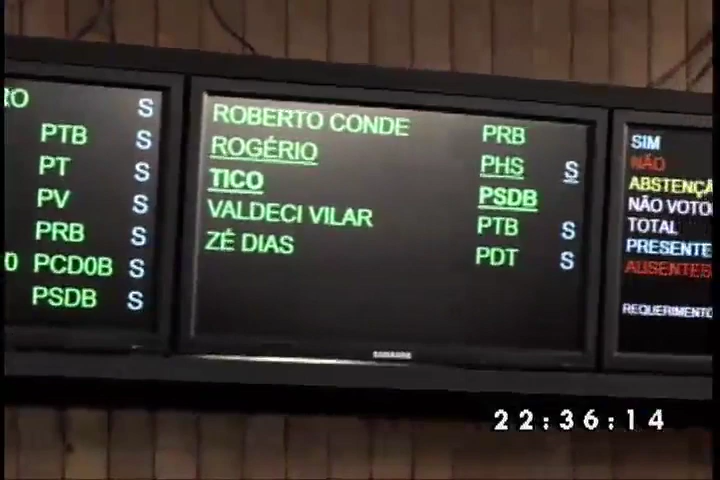 RO S
PTB S
PT S
PV S
PRB S
0 PCD0B S
PSDB S
ROBERTO CONDE PRB
ROGÉRIO PHS S
TICO PSDB
VALDECI VILAR PTB S
ZÉ DIAS PDT S
SAMSUNG
SIM
NÃO
ABSTENÇÃ
NÃO VOTO
TOTAL
PRESENTE
AUSENTES
REQUERIMENTO
22:36:14